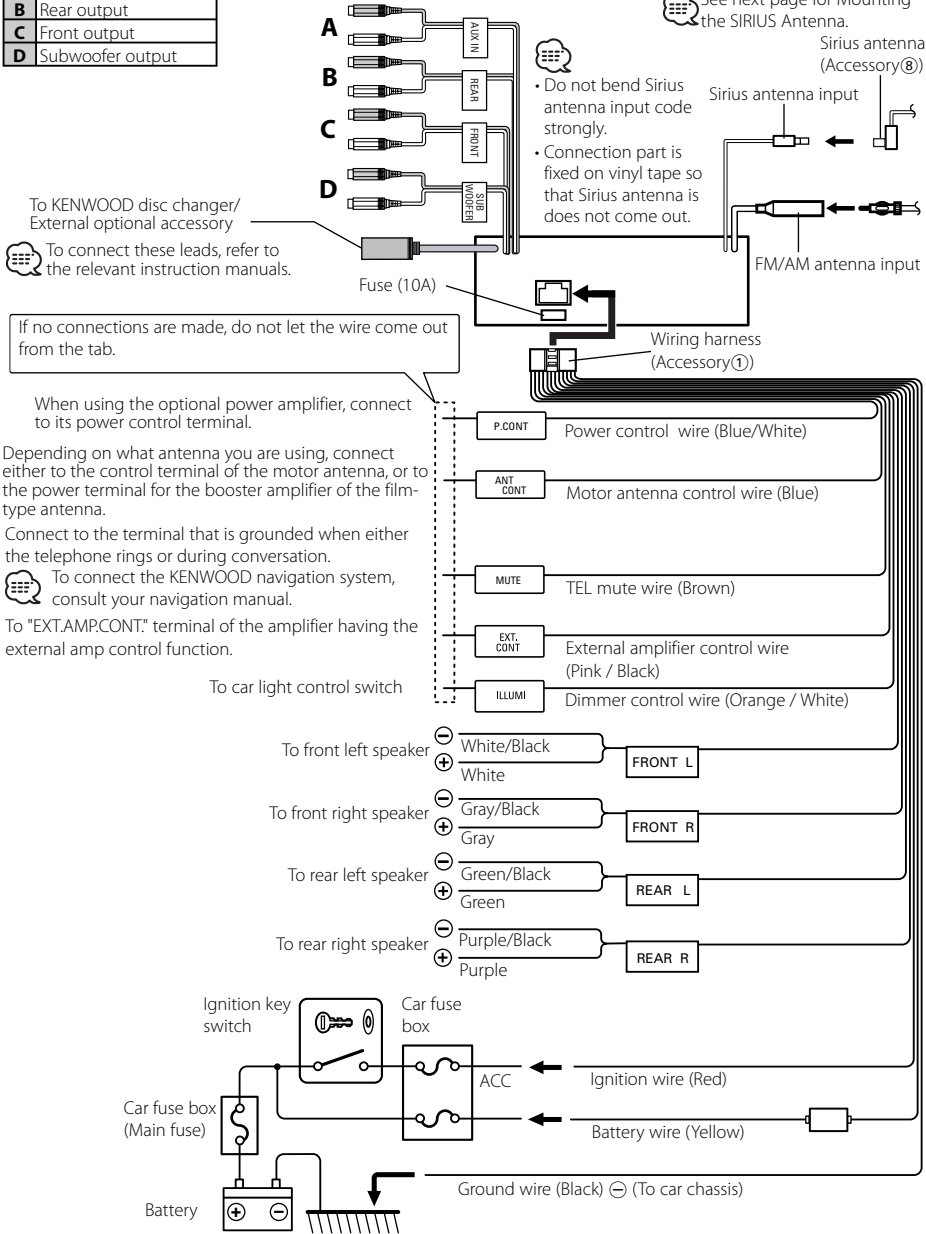 B Rear output
C Front output
D Subwoofer output
A
AUX IN
B
REAR
C
FRONT
D
SUB
WOOFER
• Do not bend Sirius
antenna input code
strongly.
• Connection part is
fixed on vinyl tape so
that Sirius antenna is
does not come out.
See next page for Mounting
the SIRIUS Antenna.
Sirius antenna
(Accessory⑧)
Sirius antenna input
FM/AM antenna input
To KENWOOD disc changer/
External optional accessory
To connect these leads, refer to
the relevant instruction manuals.
Fuse (10A)
Wiring harness
(Accessory①)
If no connections are made, do not let the wire come out
from the tab.
When using the optional power amplifier, connect
to its power control terminal.
P.CONT
Power control wire (Blue/White)
Depending on what antenna you are using, connect
either to the control terminal of the motor antenna, or to
the power terminal for the booster amplifier of the film-
type antenna.
ANT
CONT
Motor antenna control wire (Blue)
Connect to the terminal that is grounded when either
the telephone rings or during conversation.
To connect the KENWOOD navigation system,
consult your navigation manual.
MUTE
TEL mute wire (Brown)
To "EXT.AMP.CONT." terminal of the amplifier having the
external amp control function.
EXT.
CONT
External amplifier control wire
(Pink / Black)
To car light control switch
ILLUMI
Dimmer control wire (Orange / White)
To front left speaker
⊖ White/Black
⊕ White
FRONT L
To front right speaker
⊖ Gray/Black
⊕ Gray
FRONT R
To rear left speaker
⊖ Green/Black
⊕ Green
REAR L
To rear right speaker
⊖ Purple/Black
⊕ Purple
REAR R
Ignition key
switch
Car fuse
box
ACC
Ignition wire (Red)
Car fuse box
(Main fuse)
Battery wire (Yellow)
Ground wire (Black) ⊖ (To car chassis)
Battery
⊕ ⊖